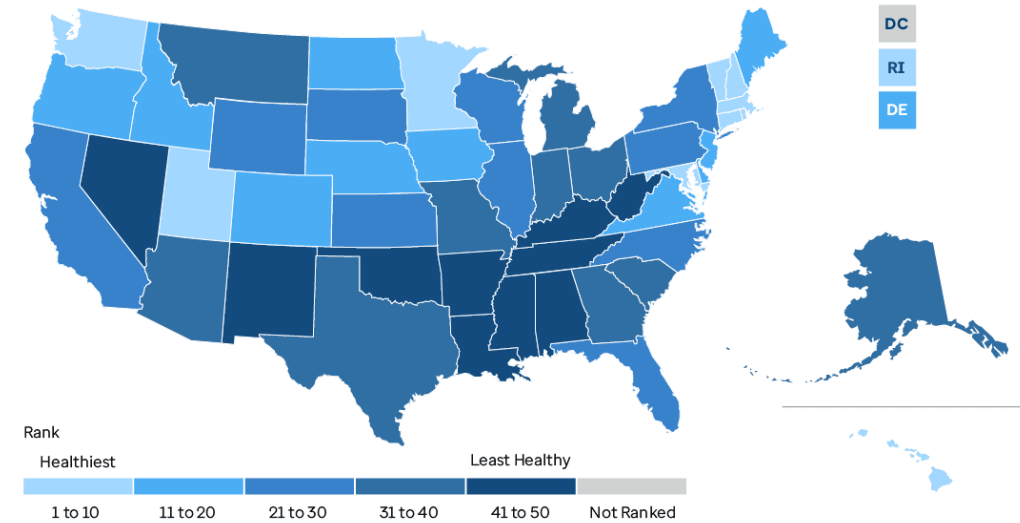 DC
RI
DE
Rank
Healthiest
Least Healthy
1 to 10
11 to 20
21 to 30
31 to 40
41 to 50
Not Ranked